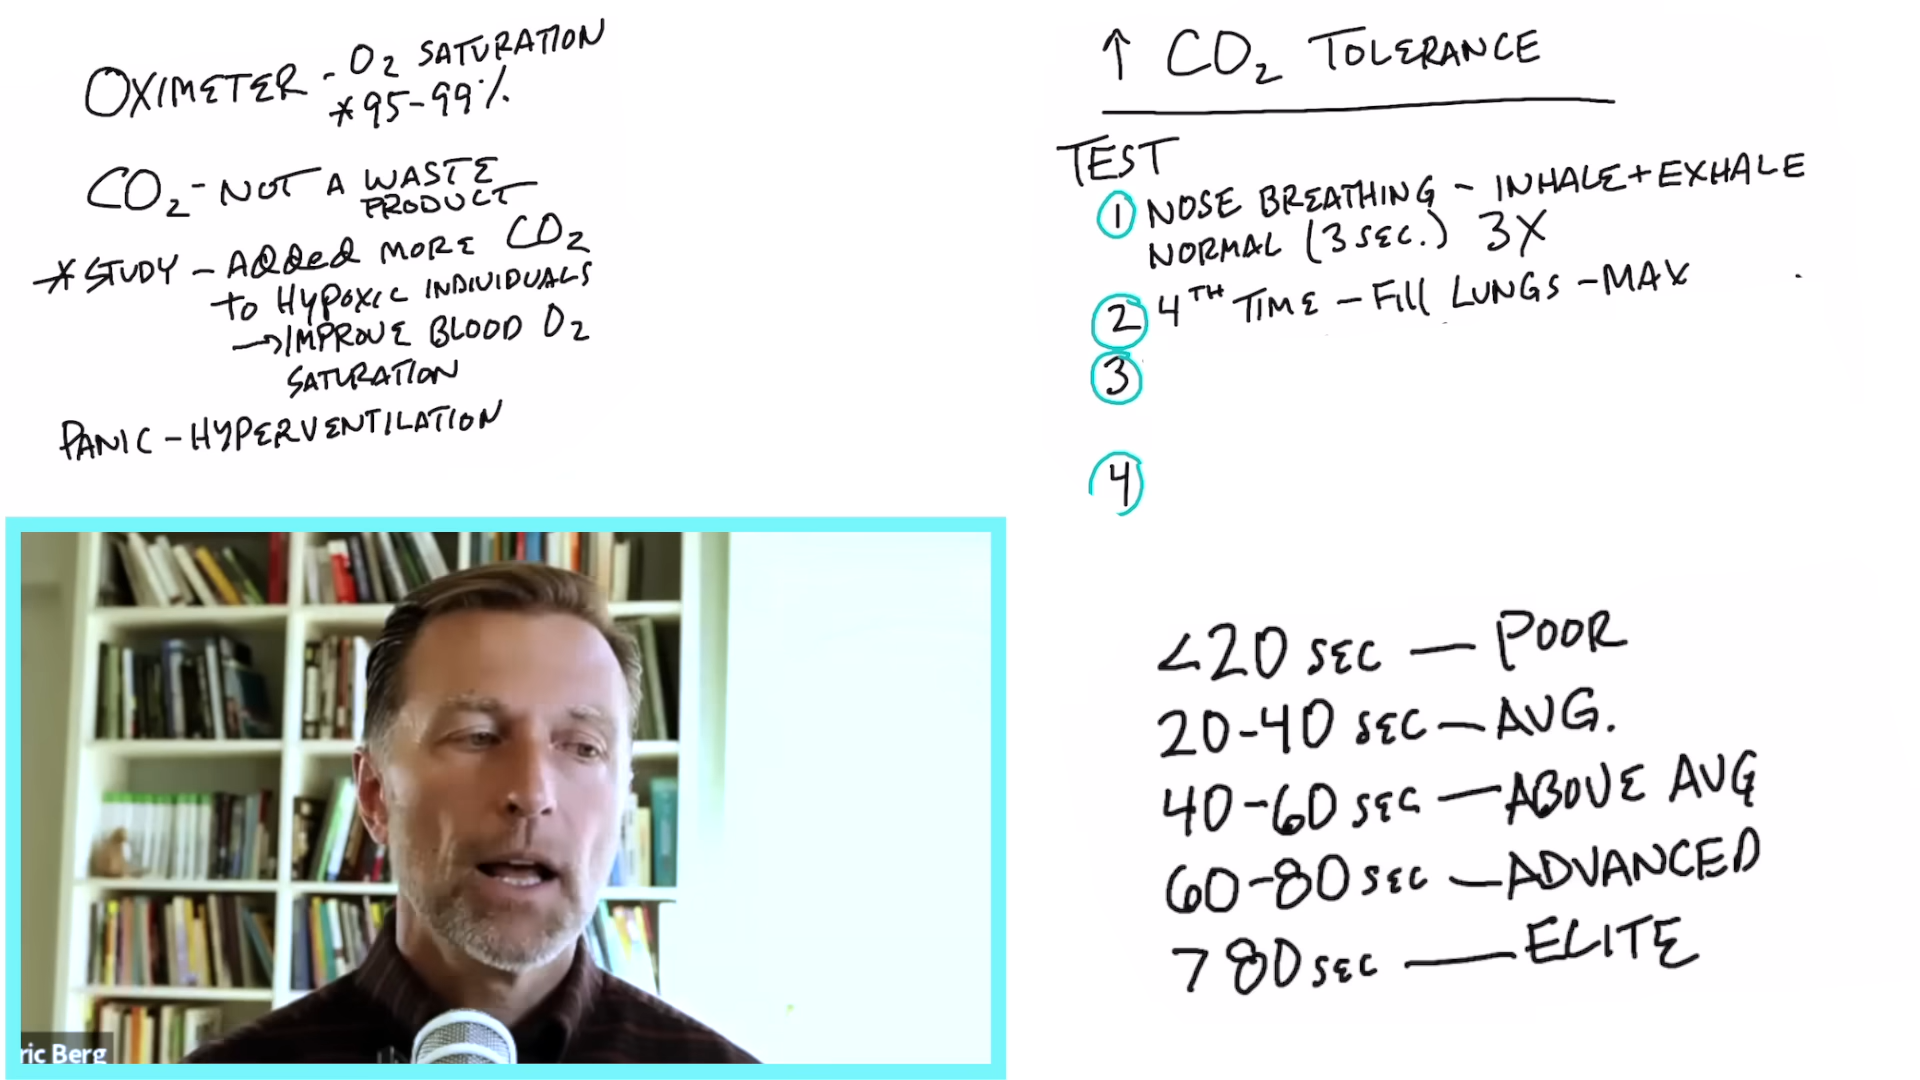 OXIMETER - O2 SATURATION
*95-99%
CO2 - NOT A WASTE
PRODUCT
* STUDY - ADDED MORE CO2
TO HYPOXIC INDIVIDUALS
→ IMPROVE BLOOD O2
SATURATION
PANIC - HYPERVENTILATION
↑ CO2 TOLERANCE
TEST
1 NOSE BREATHING - INHALE + EXHALE
NORMAL (3 SEC.) 3X
2 4TH TIME - FILL LUNGS - MAX
3
4
<20 SEC — POOR
20-40 SEC — AVG.
40-60 SEC — ABOVE AVG
60-80 SEC — ADVANCED
>80 SEC — ELITE
ric Berg